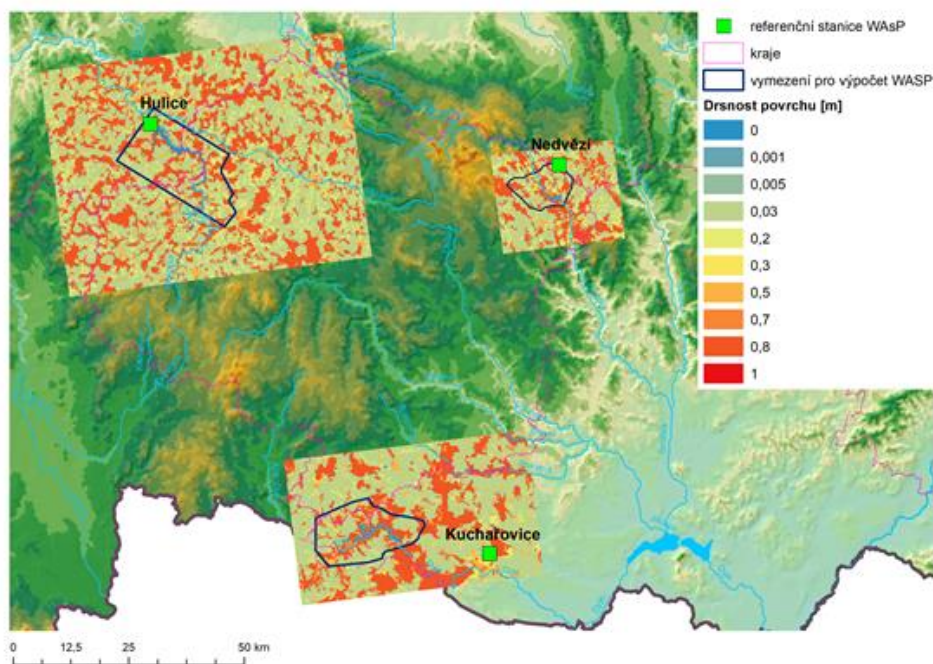 referenční stanice WAsP
kraje
vymezení pro výpočet WASP
Drsnost povrchu [m]
0
0,001
0,005
0,03
0,2
0,3
0,5
0,7
0,8
1
Hulice
Nedvězí
Kuchařovice
0 12,5 25 50 km